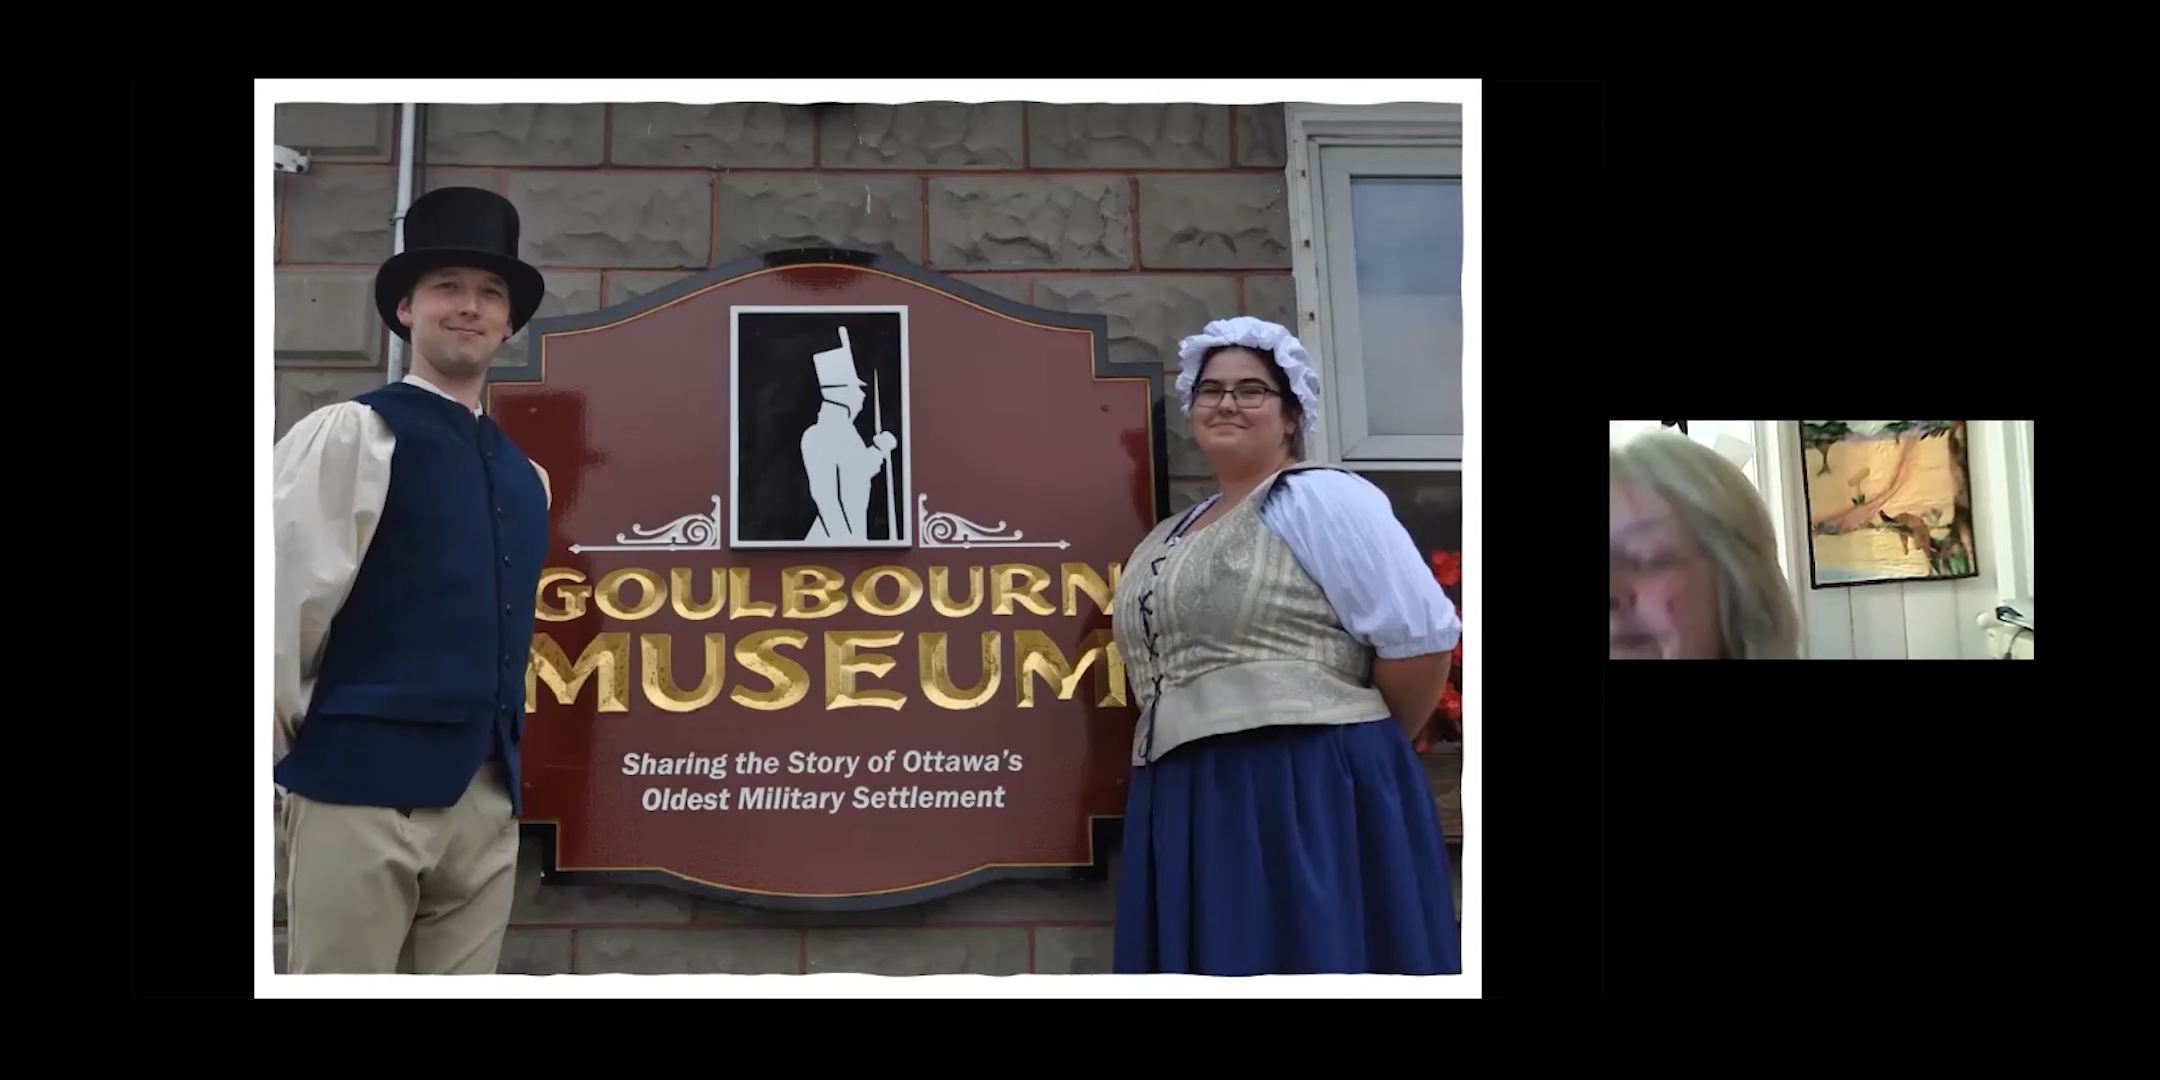 GOULBOURN
MUSEUM
Sharing the Story of Ottawa's
Oldest Military Settlement